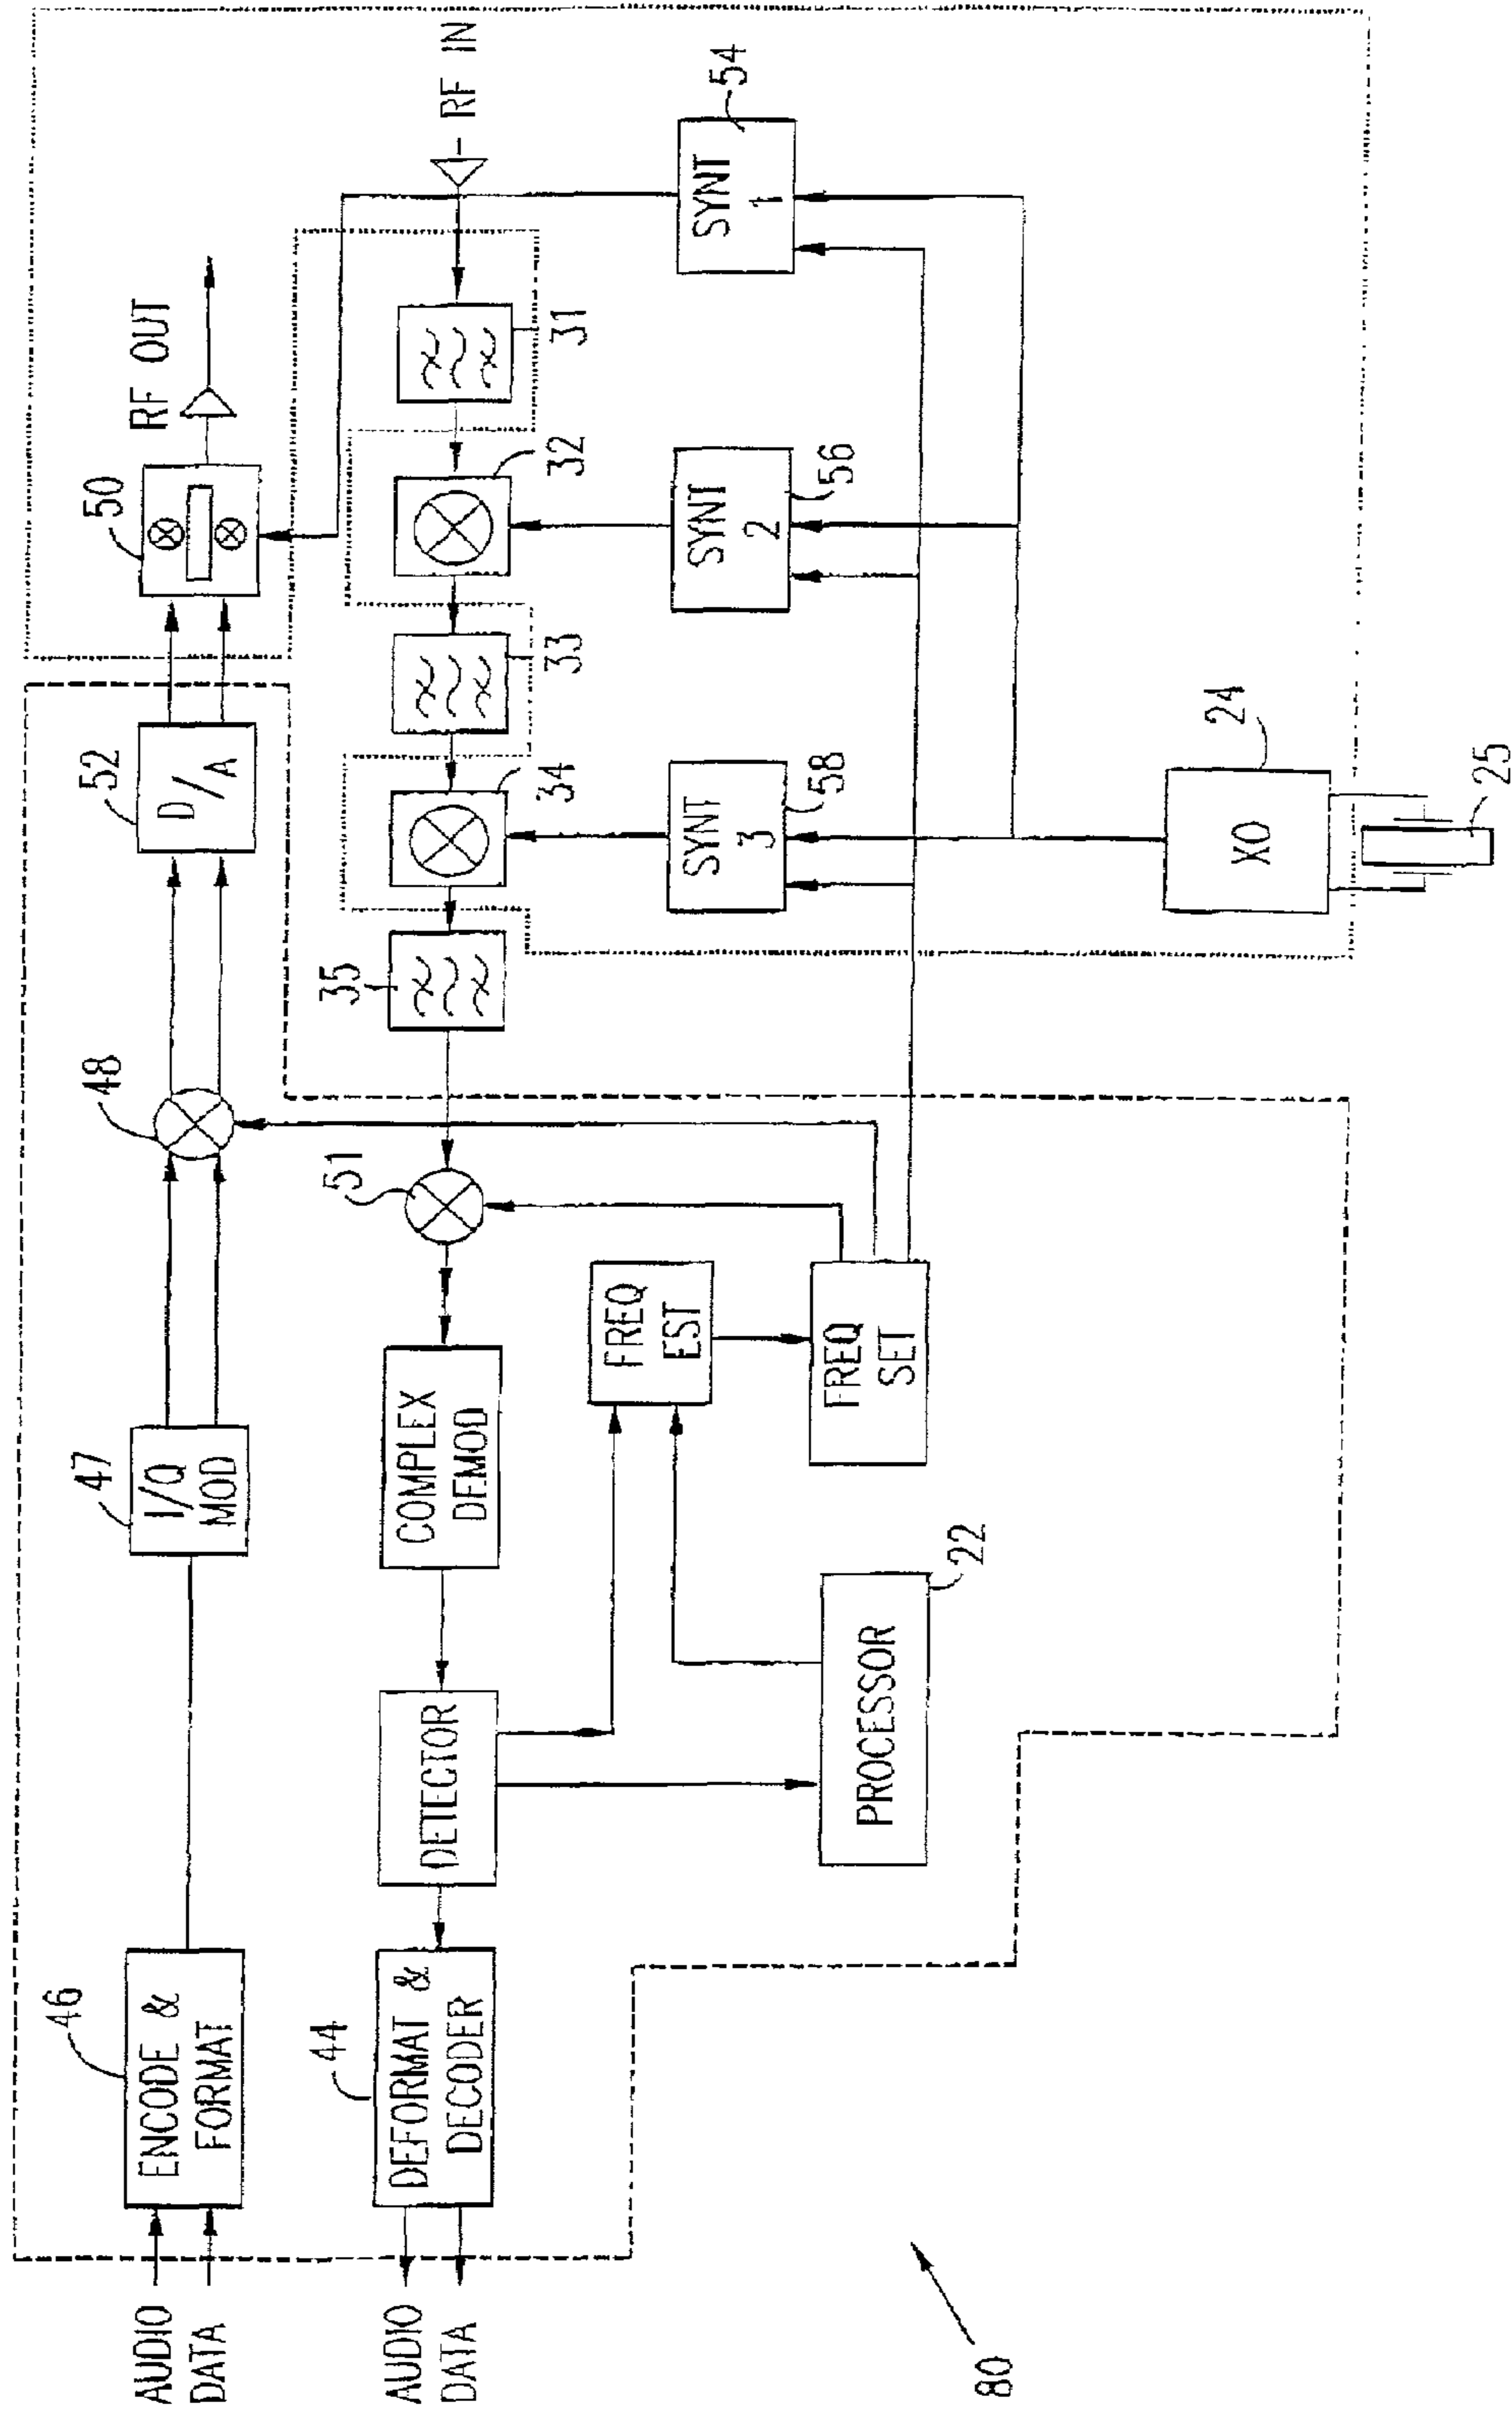 AUDIO
DATA
46
ENCODE &
FORMAT
47
I/Q
MOD
48
52
D/A
50
RF OUT
AUDIO
DATA
44
DEFORMAT &
DECODER
DETECTOR
COMPLEX
DEMOD
51
35
34
33
32
31
RF IN
FREQ
EST
FREQ
SET
PROCESSOR
22
SYNT
3
58
SYNT
2
56
SYNT
1
54
XO
24
25
80